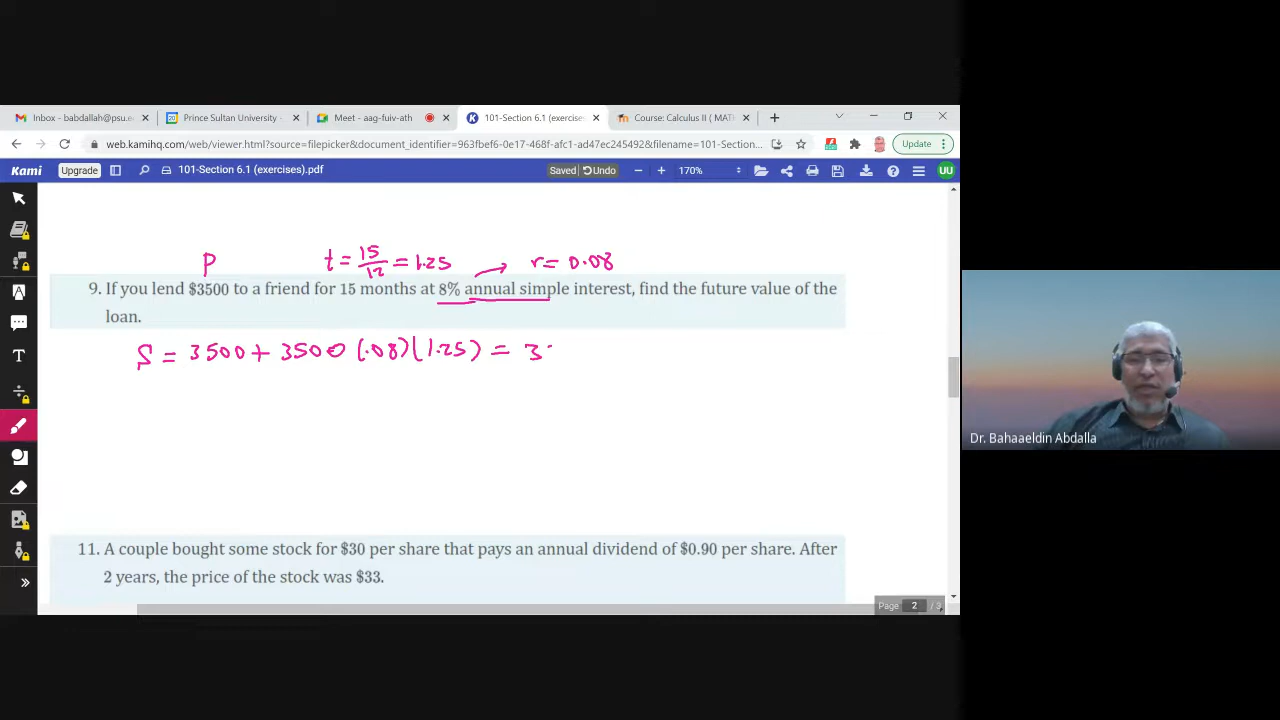 Inbox - babdallah@psu.e
Prince Sultan University -
Meet - aag-fuiv-ath
101-Section 6.1 (exercise
Course: Calculus II ( MAT
web.kamihq.com/web/viewer.html?source=filepicker&document_identifier=963fbef6-0e17-468f-afc1-ad47ec245492&filename=101-Section...
Update
Kami
Upgrade
101-Section 6.1 (exercises).pdf
Saved
Undo
170%
UU
P t = 15/12 = 1.25 r = 0.08
9. If you lend $3500 to a friend for 15 months at 8% annual simple interest, find the future value of the
loan.
S = 3500 + 3500 (.08)(1.25) = 3
11. A couple bought some stock for $30 per share that pays an annual dividend of $0.90 per share. After
2 years, the price of the stock was $33.
Page 2 / 3
Dr. Bahaaeldin Abdalla